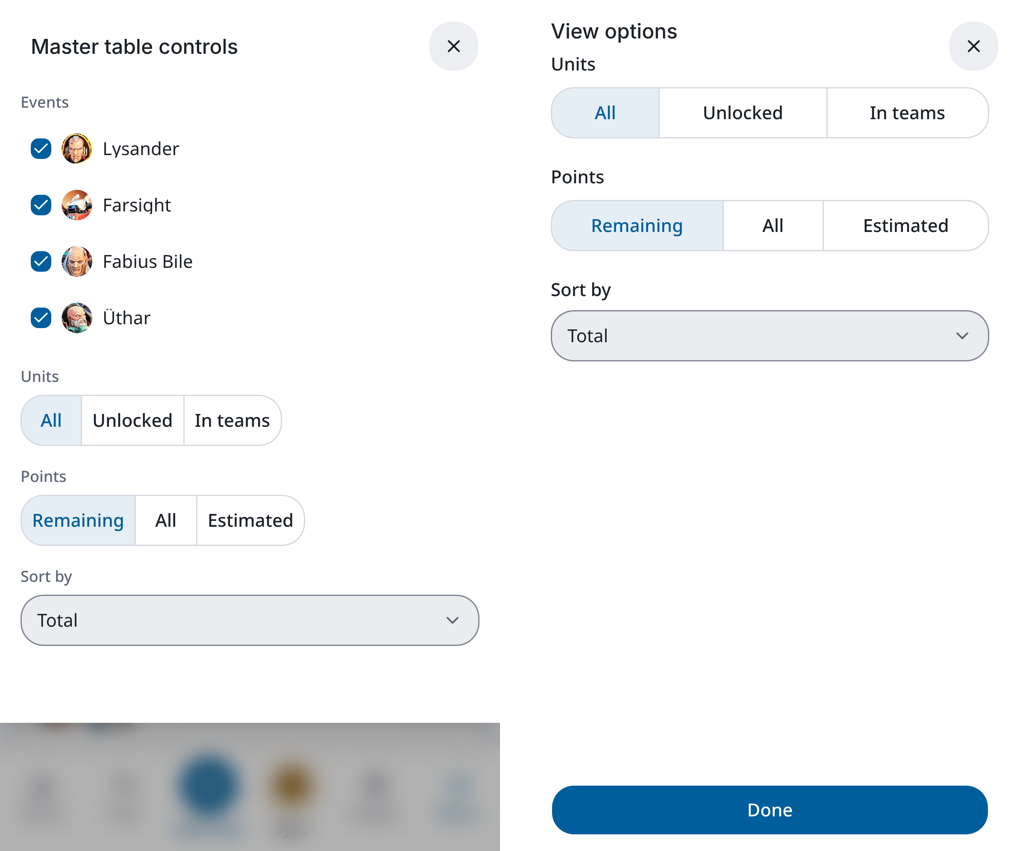 Master table controls
Events
Lysander
Farsight
Fabius Bile
Üthar
Units
All Unlocked In teams
Points
Remaining All Estimated
Sort by
Total
View options
Units
All Unlocked In teams
Points
Remaining All Estimated
Sort by
Total
Done